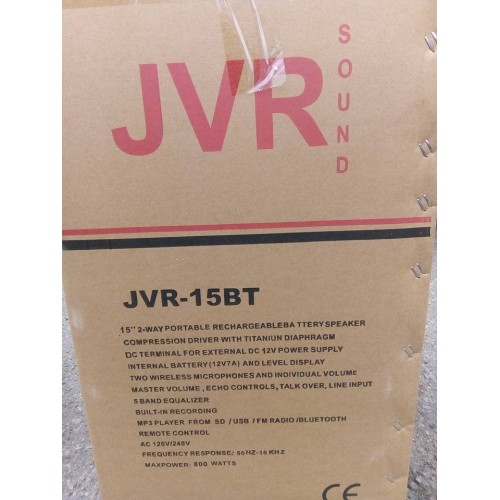 JVR
SOUND
JVR-15BT
15" 2-WAY PORTABLE RECHARGEABLEBA TTERYSPEAKER
COMPRESSION DRIVER WITH TITANIUN DIAPHRAGM
DC TERMINAL FOR EXTERNAL DC 12V POWER SUPPLY
INTERNAL BATTERY (12V7A) AND LEVEL DISPLAY
TWO WIRELESS MICROPHONES AND INDIVIDUAL VOLUME
MASTER VOLUME , ECHO CONTROLS, TALK OVER, LINE INPUT
5 BAND EQUALIZER
BUILT-IN RECORDING
MP3 PLAYER FROM SD / USB / FM RADIO /BLUETOOTH
REMOTE CONTROL
AC 120V/240V
FREQUENCY RESPONSE: 50HZ-18 KHZ
MAXPOWER: 800 WATTS
CE